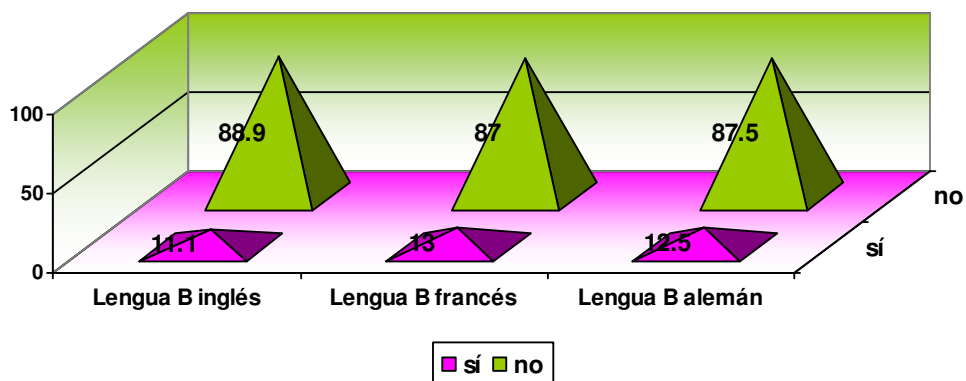 88.9 87 87.5
100
50
0
11.1 13 12.5
no
sí
Lengua B inglés Lengua B francés Lengua B alemán
sí no